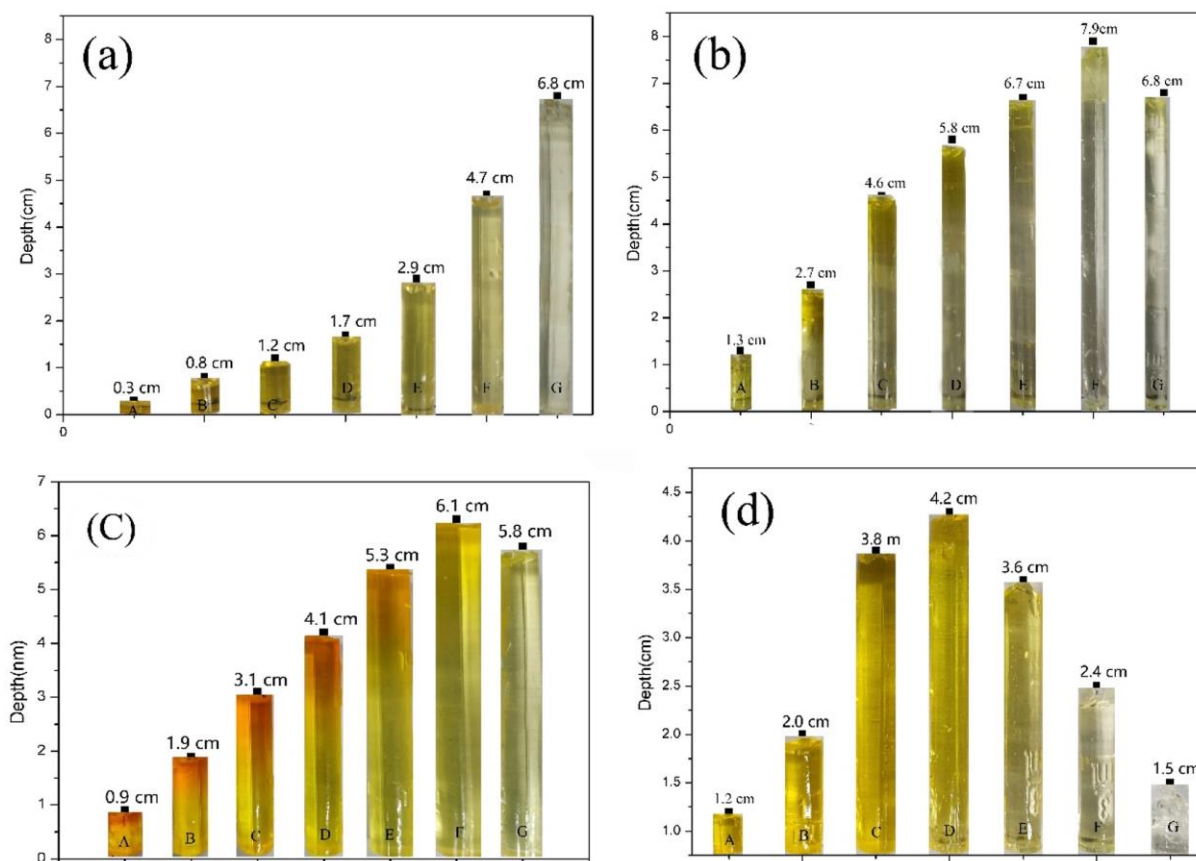 (a)
8
7
6
5
4
3
2
1
0
0
Depth(cm)
0.3 cm
0.8 cm
1.2 cm
1.7 cm
2.9 cm
4.7 cm
6.8 cm
A
B
C
D
E
F
G
(b)
8
7
6
5
4
3
2
1
0
0
Depth(cm)
1.3 cm
2.7 cm
4.6 cm
5.8 cm
6.7 cm
7.9cm
6.8 cm
A
B
C
D
E
F
G
(C)
7
6
5
4
3
2
1
0
Depth(nm)
0.9 cm
1.9 cm
3.1 cm
4.1 cm
5.3 cm
6.1 cm
5.8 cm
A
B
C
D
E
F
G
(d)
4.5
4.0
3.5
3.0
2.5
2.0
1.5
1.0
Depth(cm)
1.2 cm
2.0 cm
3.8 m
4.2 cm
3.6 cm
2.4 cm
1.5 cm
A
B
C
D
E
F
G